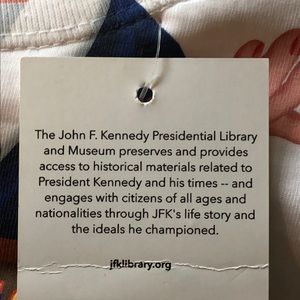 The John F. Kennedy Presidential Library
and Museum preserves and provides
access to historical materials related to
President Kennedy and his times -- and
engages with citizens of all ages and
nationalities through JFK's life story and
the ideals he championed.
jfklibrary.org